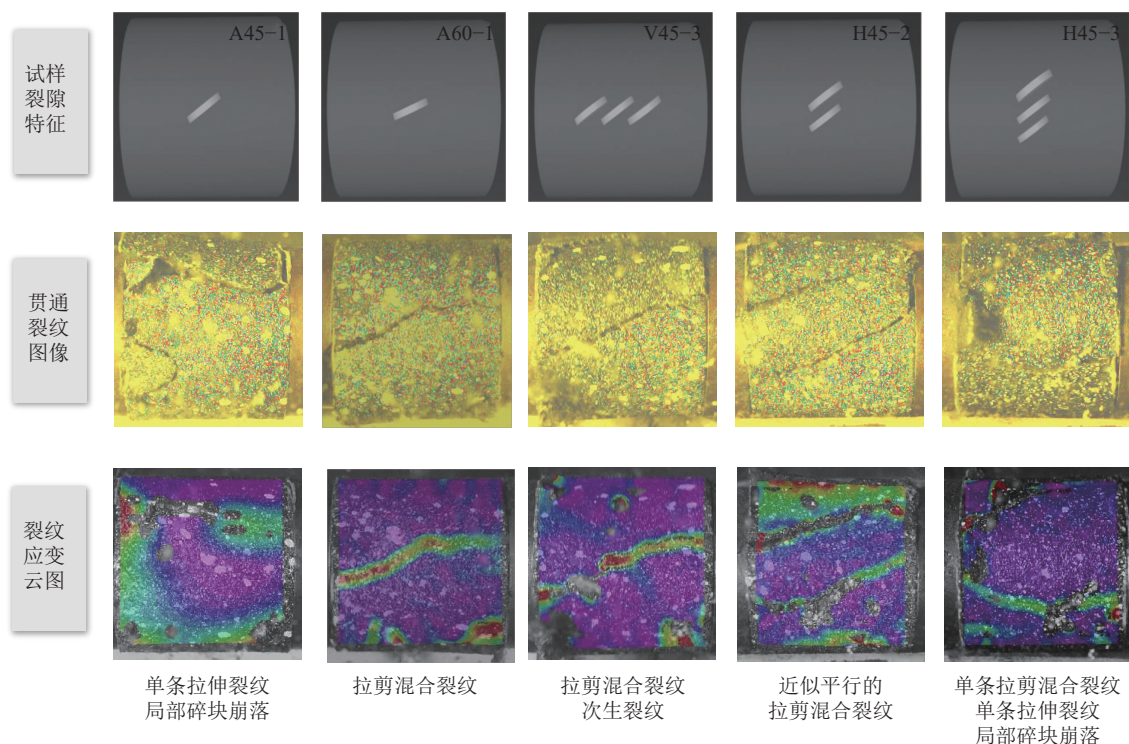 试样
裂隙
特征
A45-1
A60-1
V45-3
H45-2
H45-3
贯通
裂纹
图像
裂纹
应变
云图
单条拉伸裂纹
局部碎块崩落
拉剪混合裂纹
拉剪混合裂纹
次生裂纹
近似平行的
拉剪混合裂纹
单条拉剪混合裂纹
单条拉伸裂纹
局部碎块崩落